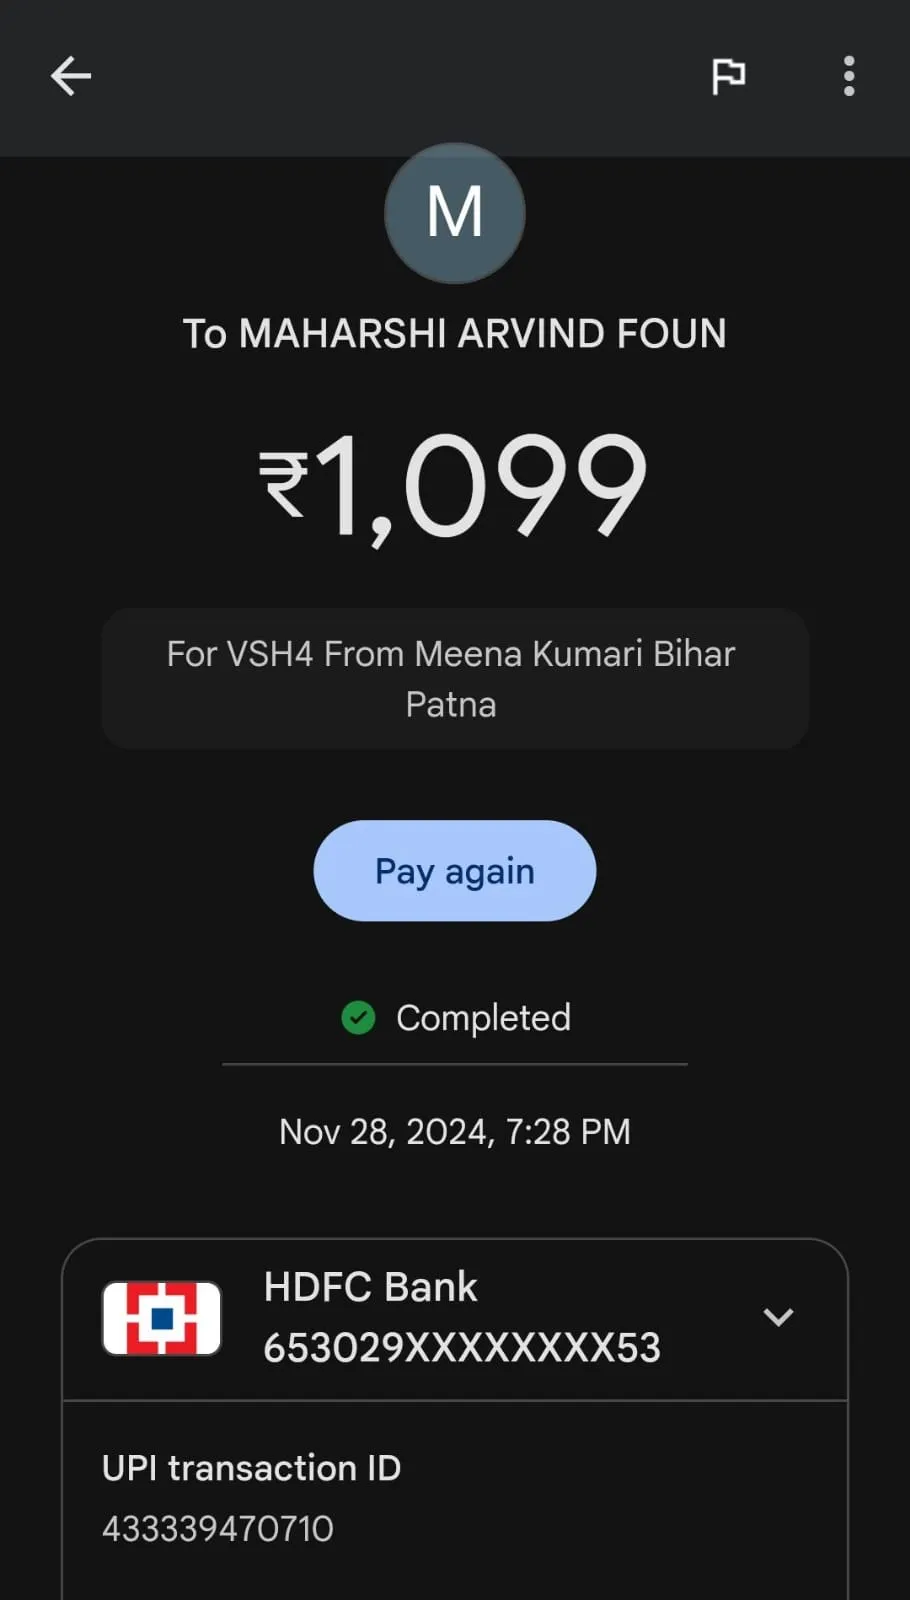 M
To MAHARSHI ARVIND FOUN
₹1,099
For VSH4 From Meena Kumari Bihar
Patna
Pay again
Completed
Nov 28, 2024, 7:28 PM
HDFC Bank
653029XXXXXXXX53
UPI transaction ID
433339470710